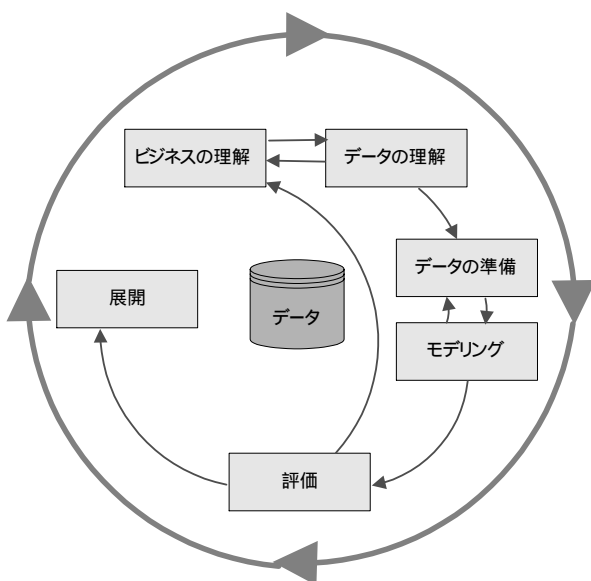 ビジネスの理解
データの理解
データの準備
展開
データ
モデリング
評価